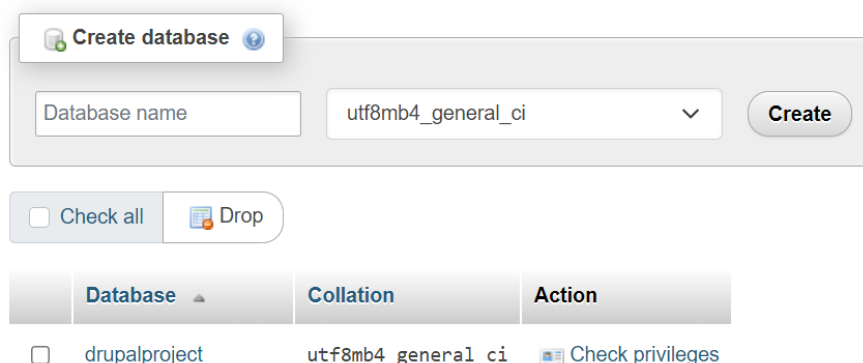 Create database
Database name utf8mb4_general_ci Create
Check all Drop
Database Collation Action
drupalproject utf8mb4_general_ci Check privileges